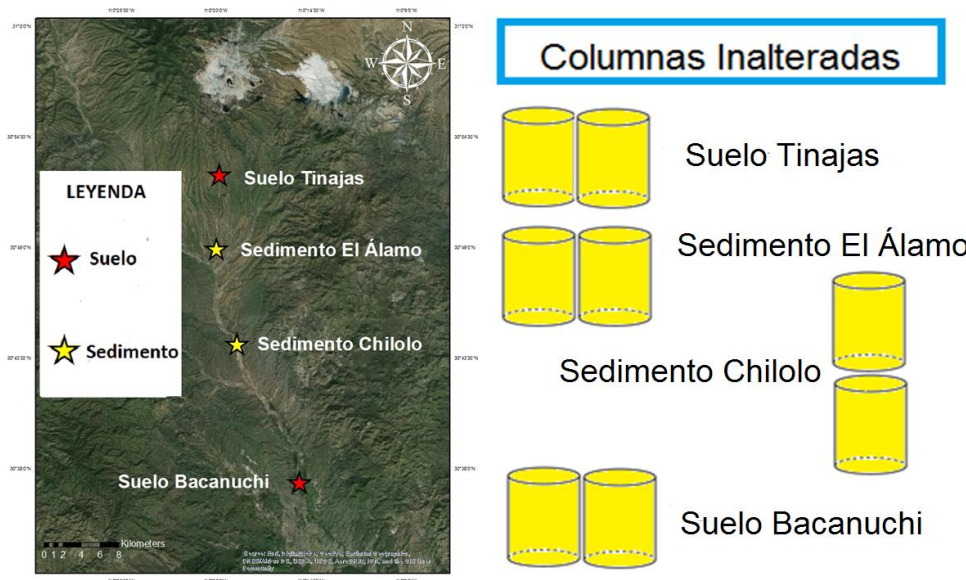 N
W E
S
Suelo Tinajas
LEYENDA
Suelo
Sedimento
Sedimento El Álamo
Sedimento Chilolo
Suelo Bacanuchi
Kilometers
0 1 2 4 6 8
Columnas Inalteradas
Suelo Tinajas
Sedimento El Álamo
Sedimento Chilolo
Suelo Bacanuchi